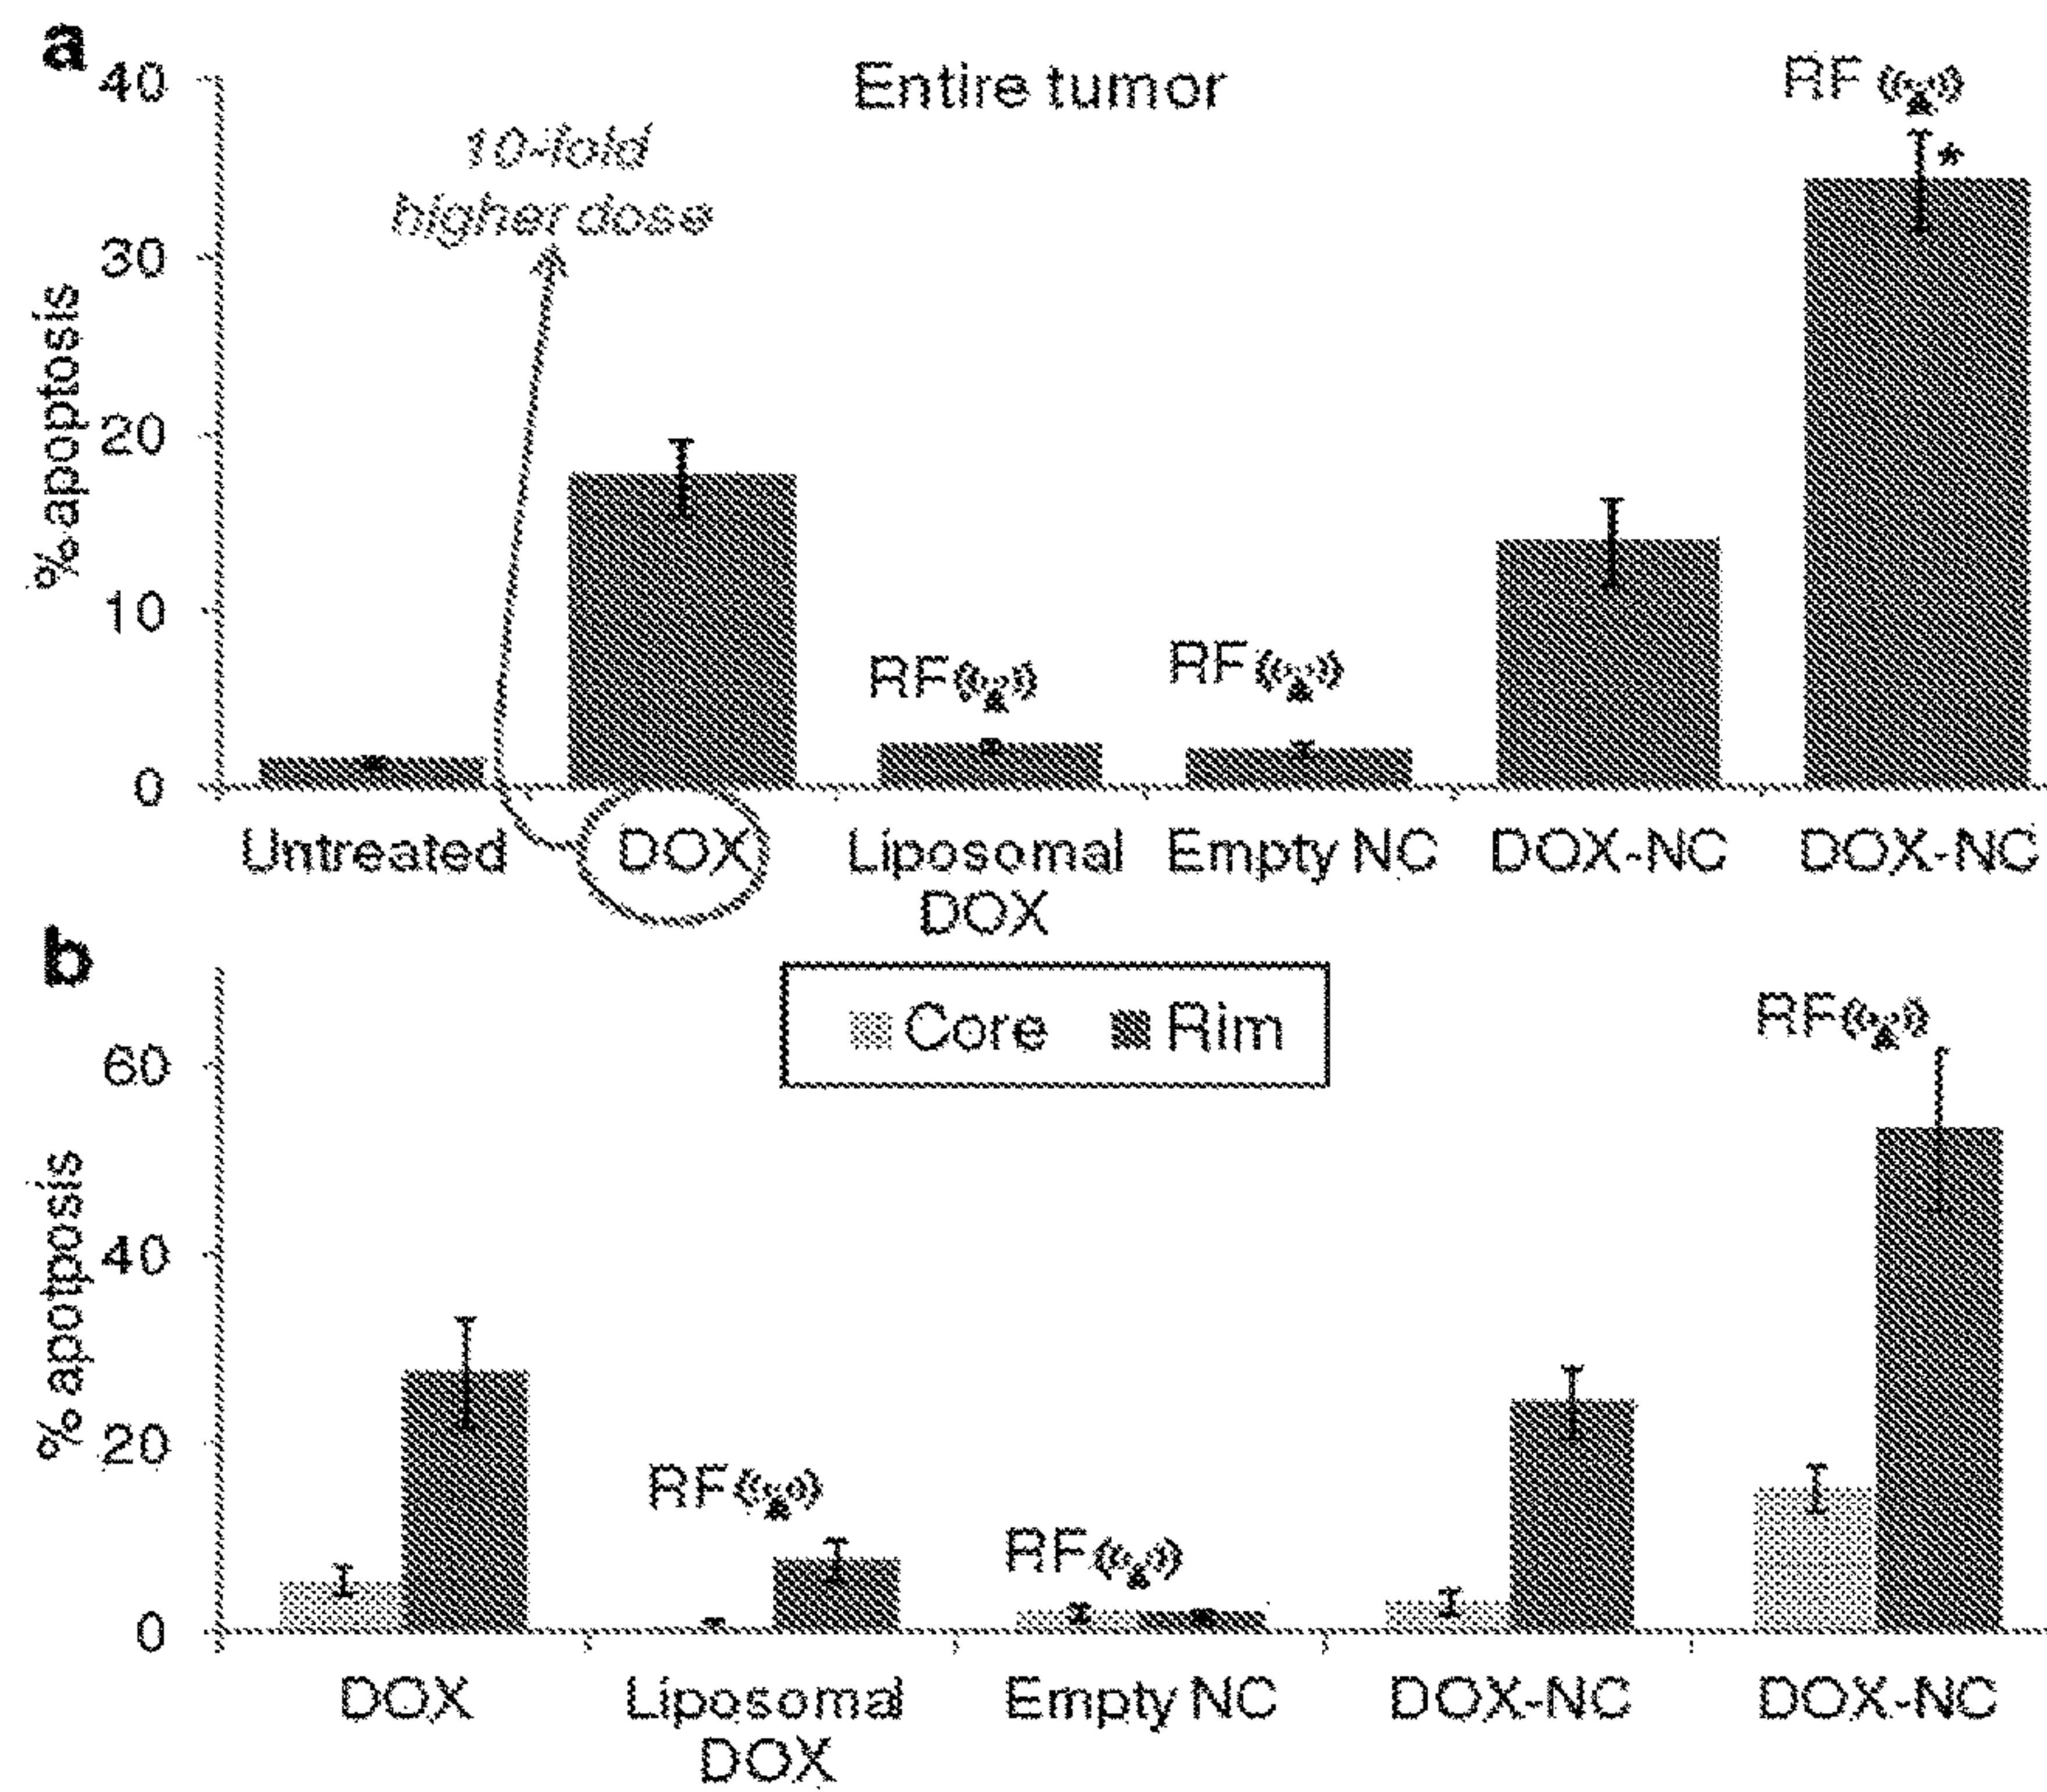 a
Entire tumor
RF
*
10-fold
higher dose
RF
RF
% apoptosis
40
30
20
10
0
Untreated
DOX
Liposomal
DOX
Empty NC
DOX-NC
DOX-NC
b
Core
Rim
RF
RF
RF
% apotposis
60
40
20
0
DOX
Liposomal
DOX
Empty NC
DOX-NC
DOX-NC